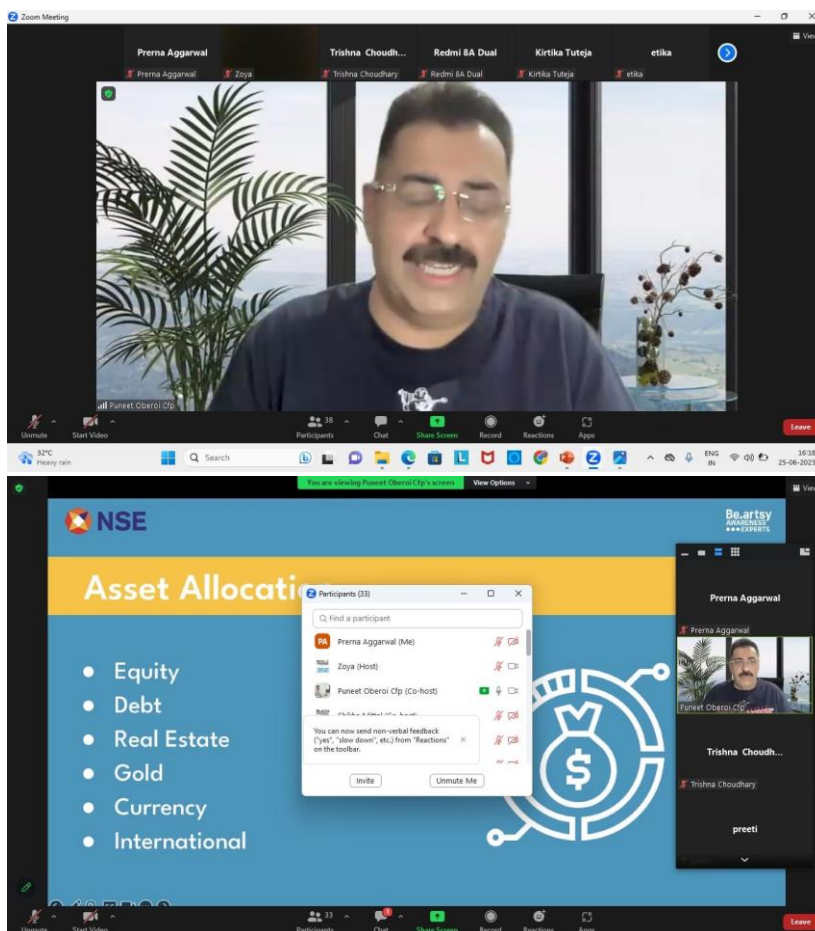 Zoom Meeting
View
Prerna Aggarwal
Trishna Choudh...
Redmi 8A Dual
Kirtika Tuteja
etika
Prerna Aggarwal
Zoya
Trishna Choudhary
Redmi 8A Dual
Kirtika Tuteja
etika
Puneet Oberoi Cfp
38
Unmute
Start Video
Participants
Chat
Share Screen
Record
Reactions
Apps
Leave
32°C
Heavy rain
Search
ENG
IN
16:16
25-06-2023
You are viewing Puneet Oberoi Cfp's screen
View Options
View
NSE
Be.artsy
AWARENESS
EXPERTS
Asset Allocati
Equity
Debt
Real Estate
Gold
Currency
International
Participants (33)
Find a participant
PA
Prerna Aggarwal (Me)
Zoya (Host)
Puneet Oberoi Cfp (Co-host)
You can now send non-verbal feedback
("yes", "slow down", etc.) from "Reactions"
on the toolbar.
Invite
Unmute Me
$
Prerna Aggarwal
Prerna Aggarwal
Puneet Oberoi Cfp
Trishna Choudh...
Trishna Choudhary
preeti
33
Unmute
Start Video
Participants
Chat
Share Screen
Record
Reactions
Apps
Leave